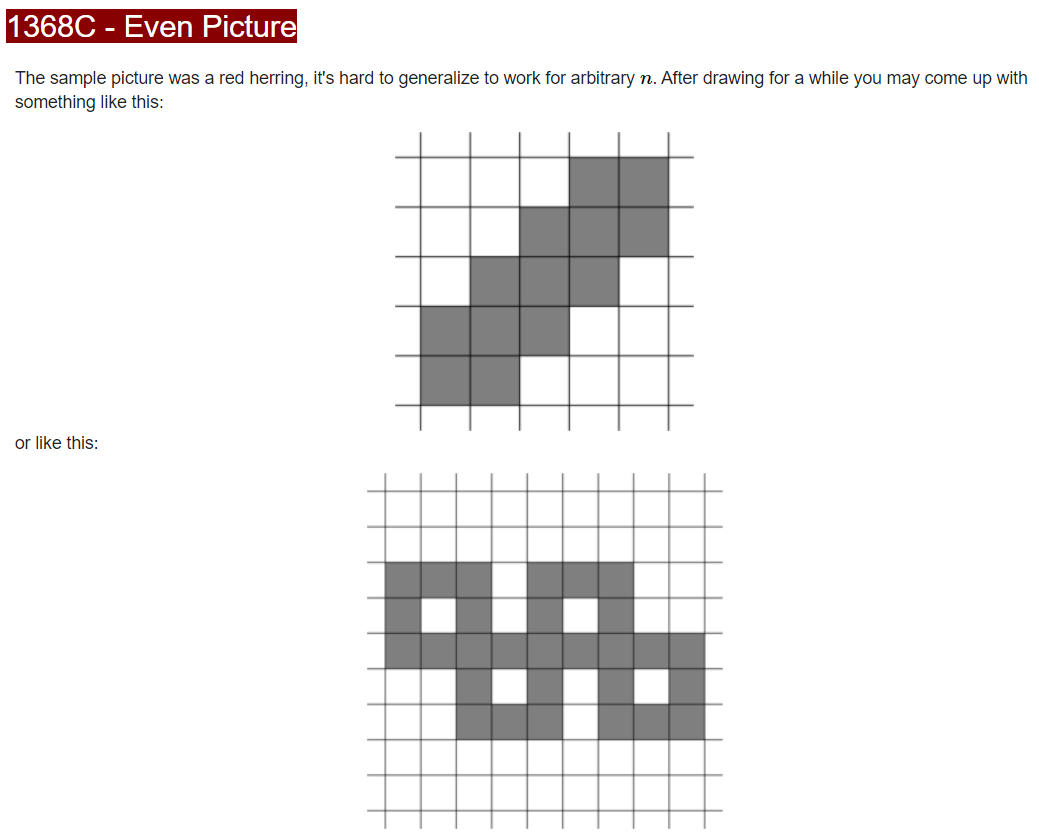 1368C - Even Picture
The sample picture was a red herring, it's hard to generalize to work for arbitrary n. After drawing for a while you may come up with
something like this:
or like this: